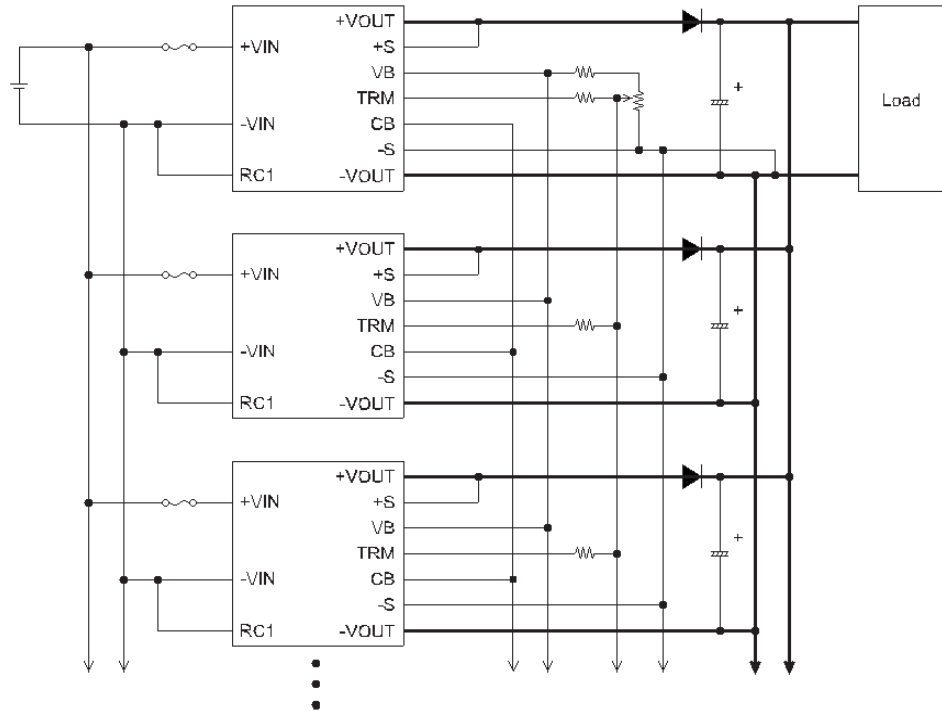 +VOUT
+VIN
+S
VB
TRM
CB
-VIN
-S
RC1
-VOUT
+
Load
+VOUT
+VIN
+S
VB
TRM
CB
-VIN
-S
RC1
-VOUT
+
+VOUT
+VIN
+S
VB
TRM
CB
-VIN
-S
RC1
-VOUT
+